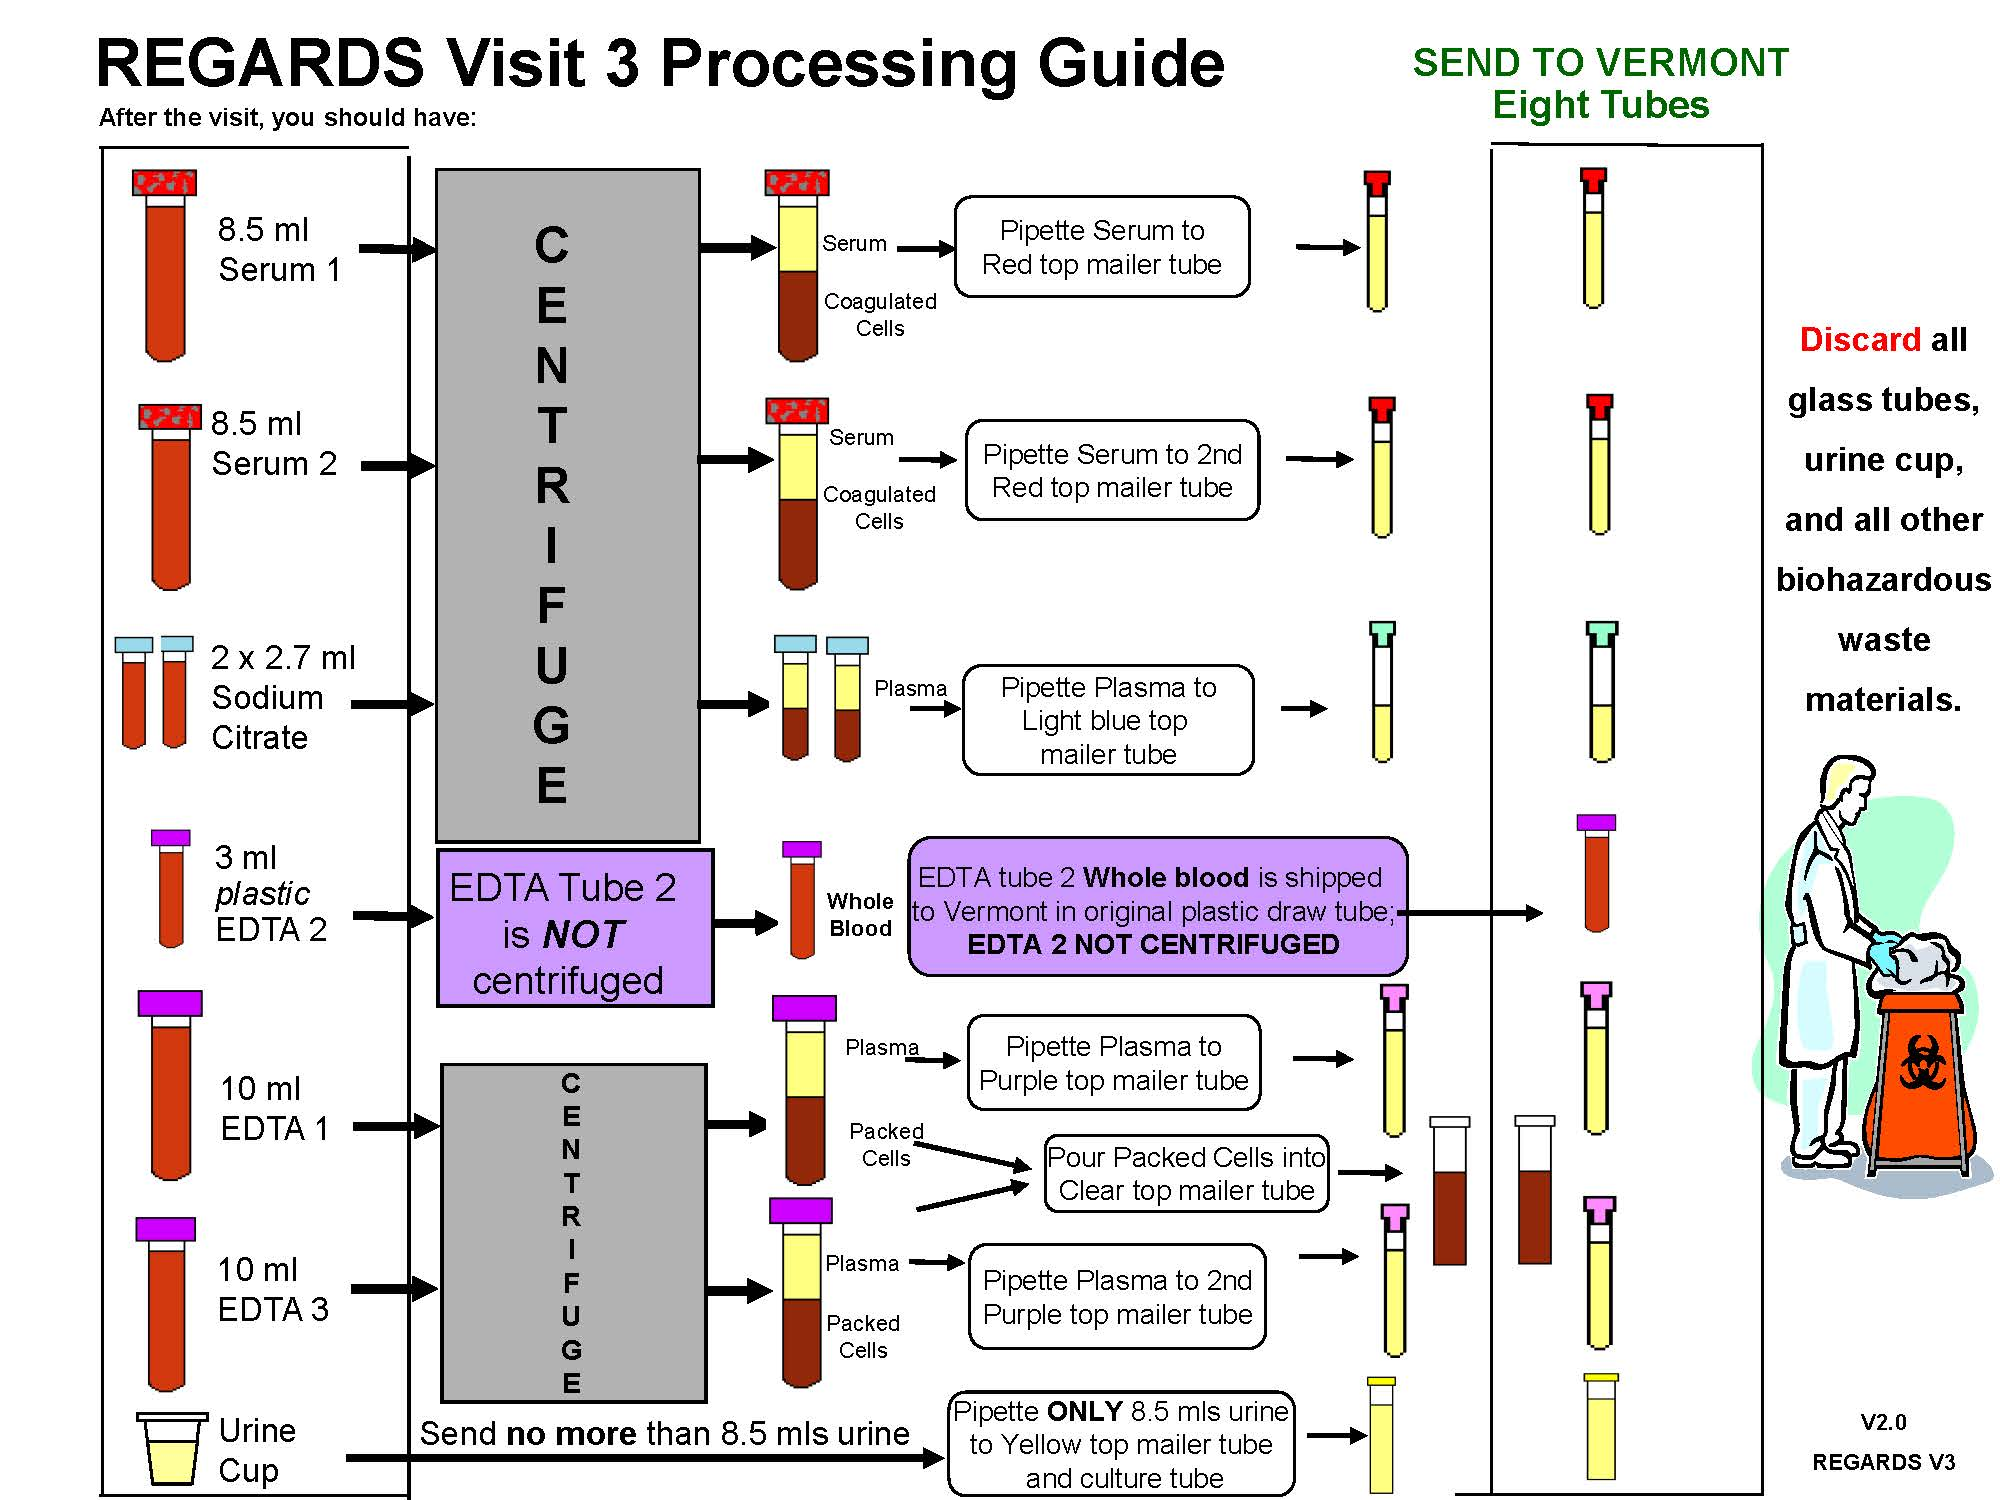 REGARDS Visit 3 Processing Guide
After the visit, you should have:
SEND TO VERMONT
Eight Tubes
8.5 ml
Serum 1
C
E
N
T
R
I
F
U
G
E
Serum
Coagulated
Cells
Pipette Serum to
Red top mailer tube
8.5 ml
Serum 2
Serum
Coagulated
Cells
Pipette Serum to 2nd
Red top mailer tube
2 x 2.7 ml
Sodium
Citrate
Plasma
Pipette Plasma to
Light blue top
mailer tube
3 ml
plastic
EDTA 2
EDTA Tube 2
is NOT
centrifuged
Whole
Blood
EDTA tube 2 Whole blood is shipped
to Vermont in original plastic draw tube;
EDTA 2 NOT CENTRIFUGED
10 ml
EDTA 1
C
E
N
T
R
I
F
U
G
E
Plasma
Packed
Cells
Pipette Plasma to
Purple top mailer tube
Pour Packed Cells into
Clear top mailer tube
10 ml
EDTA 3
Plasma
Packed
Cells
Pipette Plasma to 2nd
Purple top mailer tube
Urine
Cup
Send no more than 8.5 mls urine
Pipette ONLY 8.5 mls urine
to Yellow top mailer tube
and culture tube
Discard all
glass tubes,
urine cup,
and all other
biohazardous
waste
materials.
V2.0
REGARDS V3